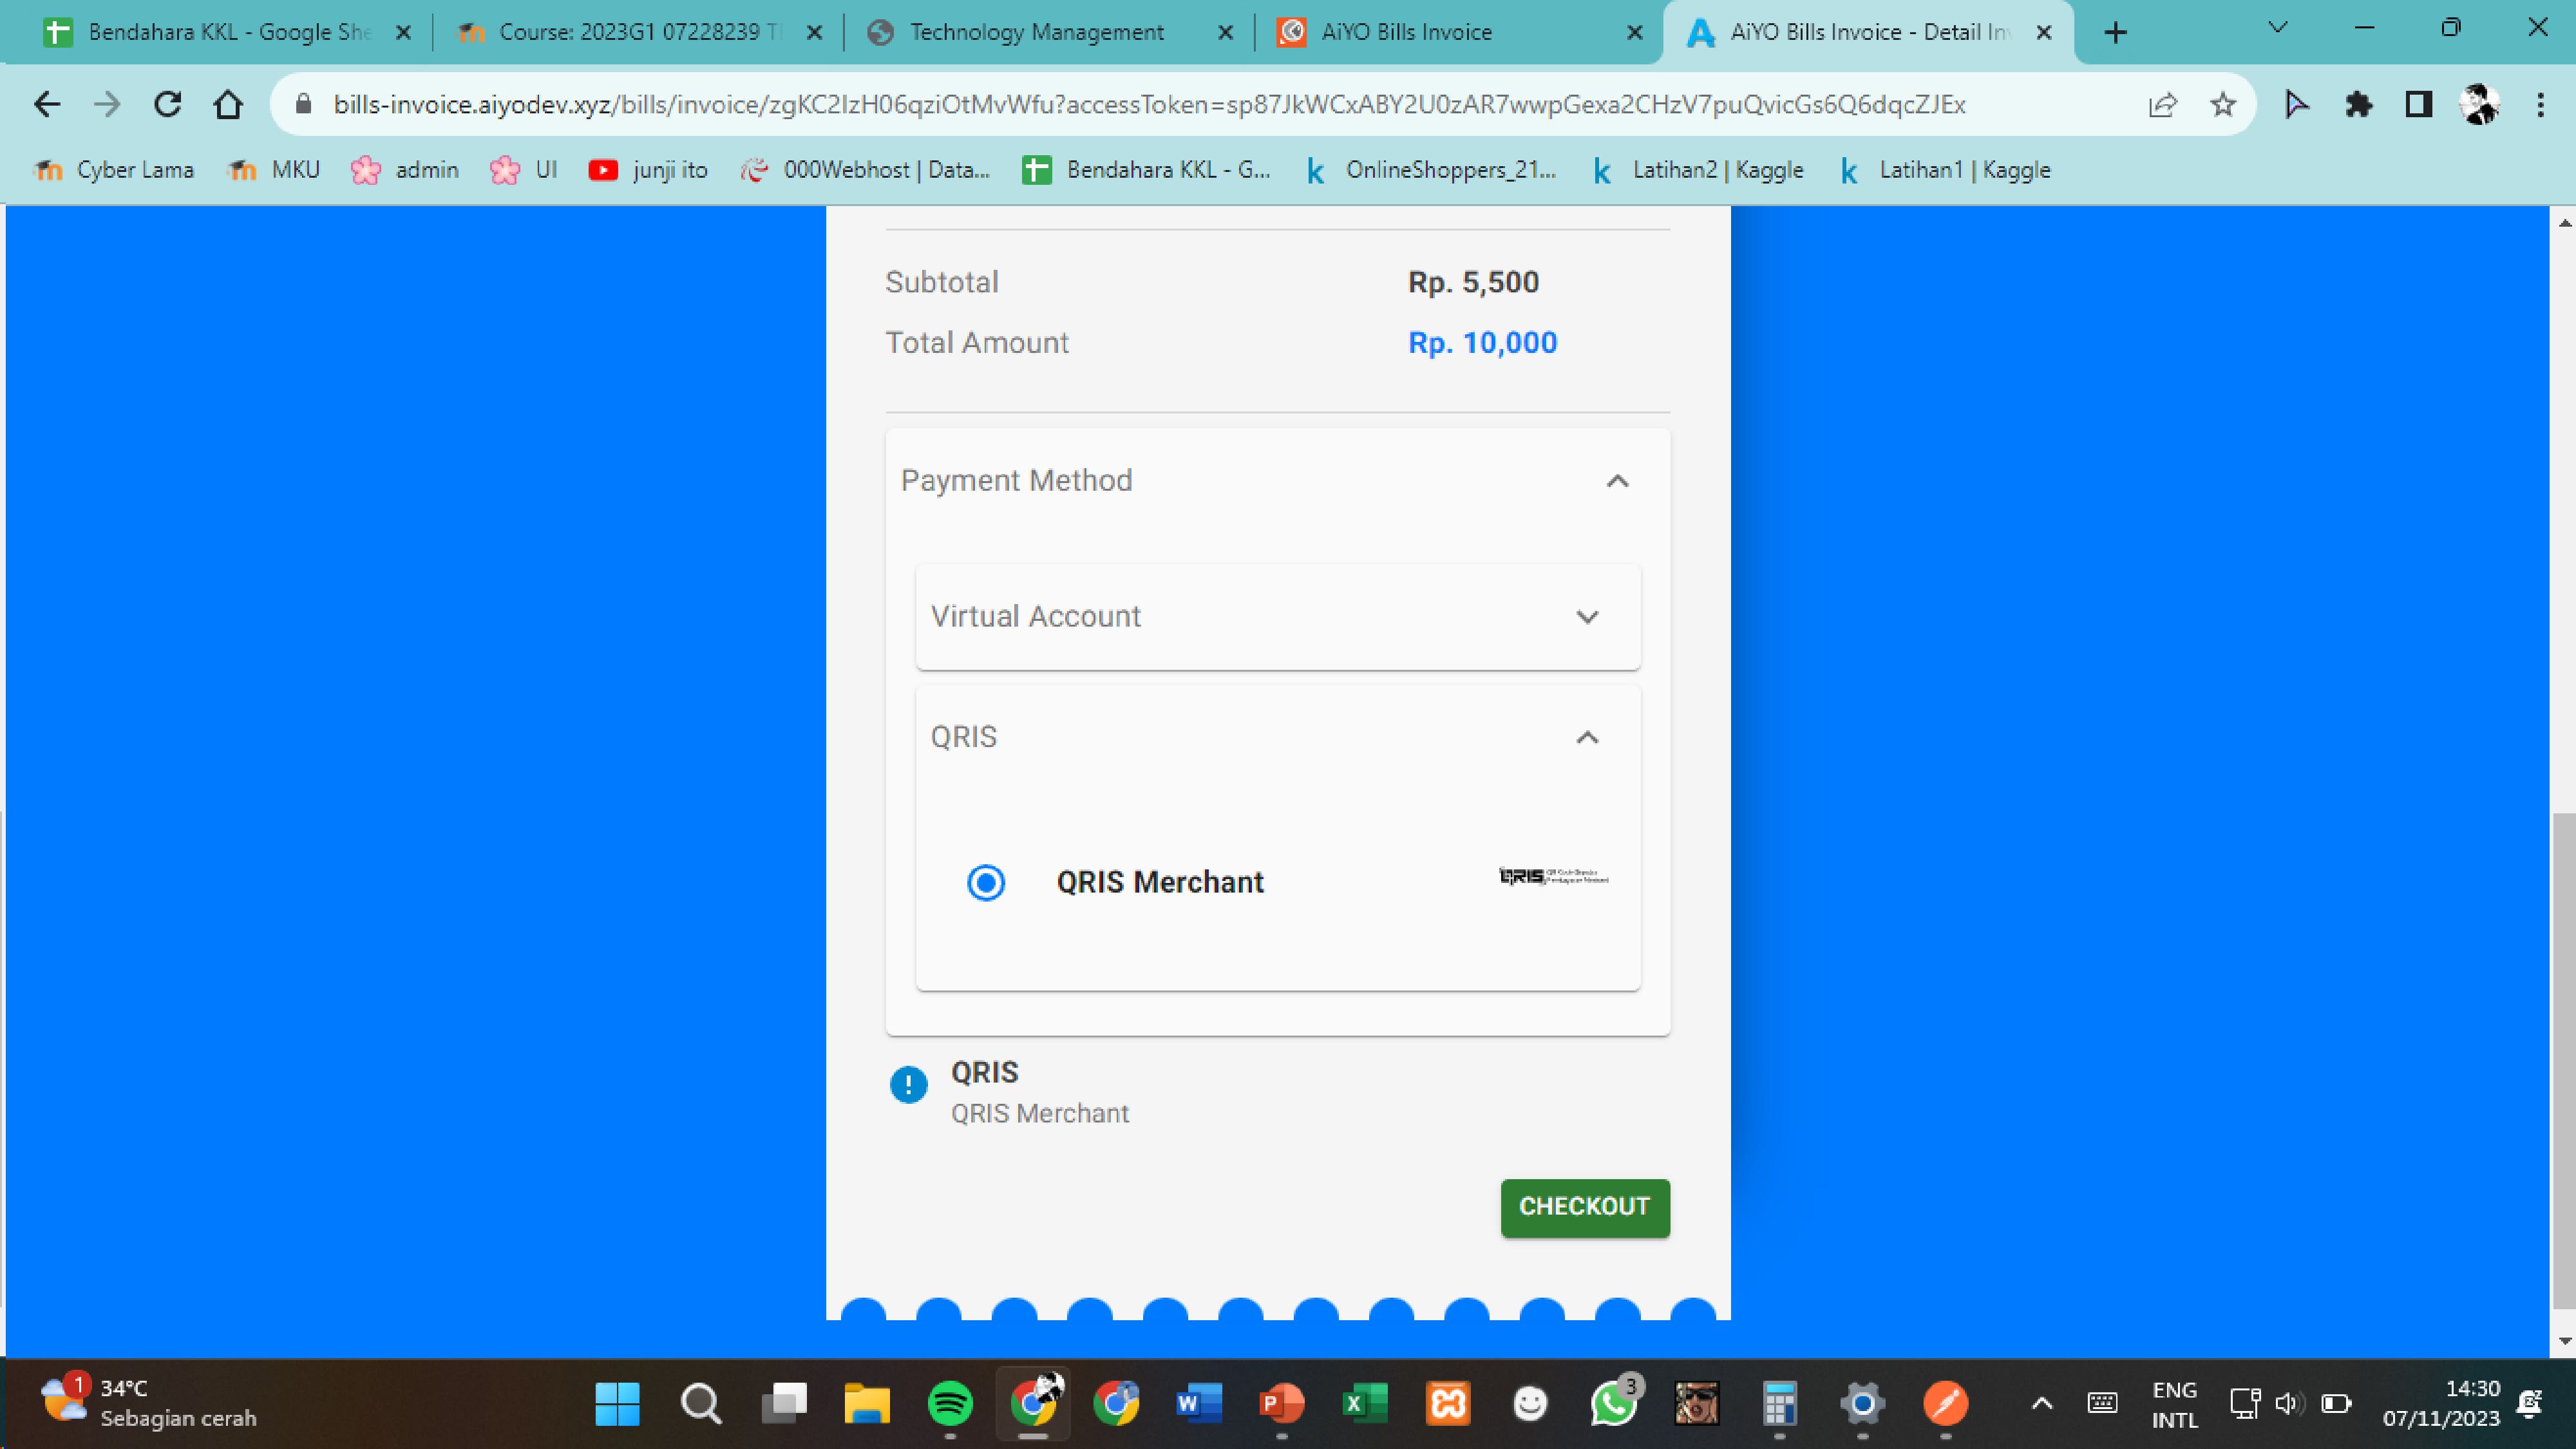 Bendahara KKL - Google She
Course: 2023G1 07228239 TI
Technology Management
AiYO Bills Invoice
AiYO Bills Invoice - Detail In
bills-invoice.aiyodev.xyz/bills/invoice/zgKC2IzH06qziOtMvWfu?accessToken=sp87JkWCxABY2U0zAR7wwpGexa2CHzV7puQvicGs6Q6dqcZJEx
Cyber Lama
MKU
admin
UI
junji ito
000Webhost | Data...
Bendahara KKL - G...
OnlineShoppers_21...
Latihan2 | Kaggle
Latihan1 | Kaggle
Subtotal Rp. 5,500
Total Amount Rp. 10,000
Payment Method
Virtual Account
QRIS
QRIS Merchant
QRIS
QRIS
QRIS Merchant
CHECKOUT
1
34°C
Sebagian cerah
3
ENG
INTL
14:30
07/11/2023